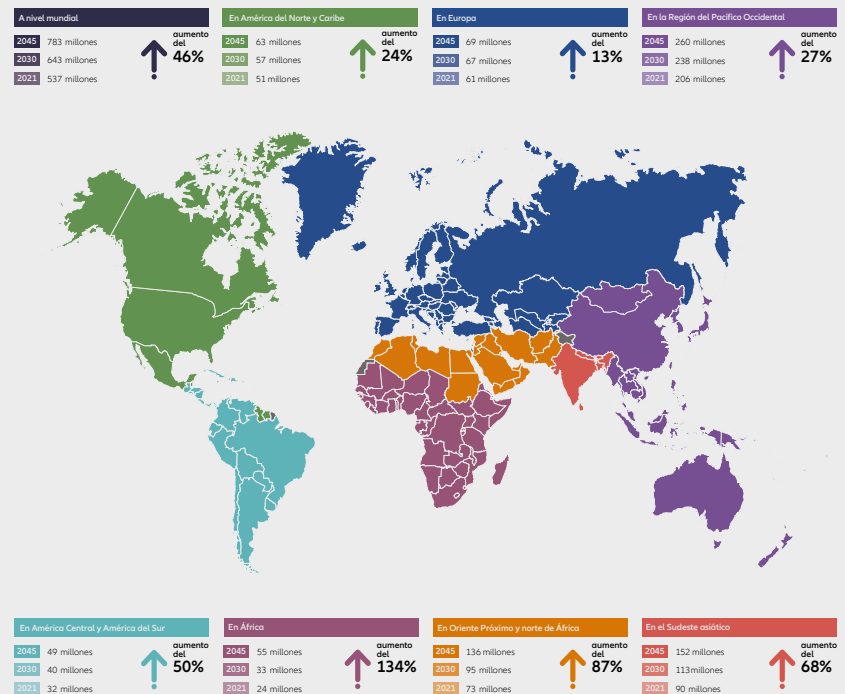 A nivel mundial
2045 783 millones
2030 643 millones
2021 537 millones
aumento
del
46%
En América del Norte y Caribe
2045 63 millones
2030 57 millones
2021 51 millones
aumento
del
24%
En Europa
2045 69 millones
2030 67 millones
2021 61 millones
aumento
del
13%
En la Región del Pacífico Occidental
2045 260 millones
2030 238 millones
2021 206 millones
aumento
del
27%
En América Central y América del Sur
2045 49 millones
2030 40 millones
2021 32 millones
aumento
del
50%
En África
2045 55 millones
2030 33 millones
2021 24 millones
aumento
del
134%
En Oriente Próximo y norte de África
2045 136 millones
2030 95 millones
2021 73 millones
aumento
del
87%
En el Sudeste asiático
2045 152 millones
2030 113millones
2021 90 millones
aumento
del
68%